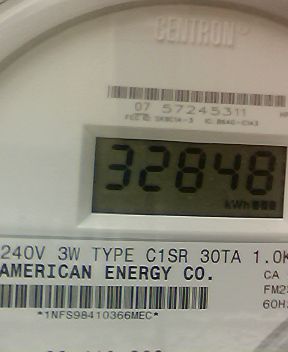 CENTRON®
07 57245311
32848
kWh
240V 3W TYPE C1SR 30TA 1.0K
AMERICAN ENERGY CO.
CA
FM2
60H
*1NFS98410366MEC*